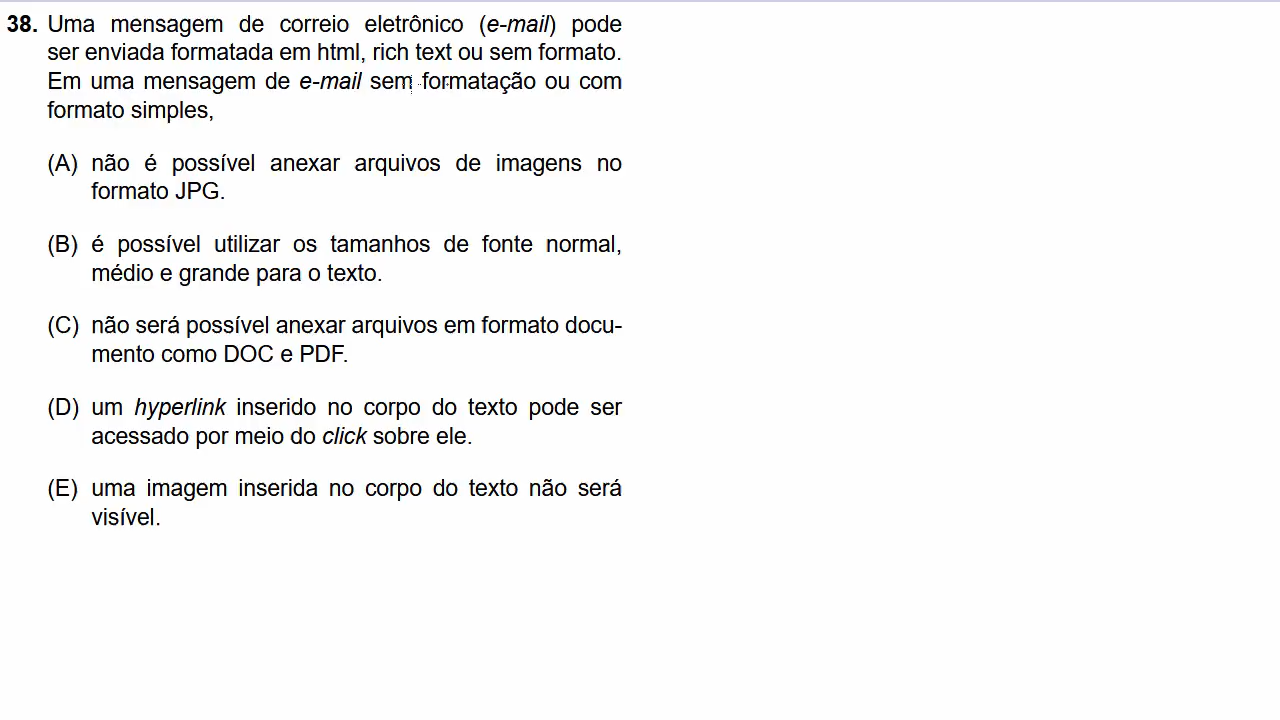 38. Uma mensagem de correio eletrônico (e-mail) pode
ser enviada formatada em html, rich text ou sem formato.
Em uma mensagem de e-mail sem formatação ou com
formato simples,
(A) não é possível anexar arquivos de imagens no
formato JPG.
(B) é possível utilizar os tamanhos de fonte normal,
médio e grande para o texto.
(C) não será possível anexar arquivos em formato docu-
mento como DOC e PDF.
(D) um hyperlink inserido no corpo do texto pode ser
acessado por meio do click sobre ele.
(E) uma imagem inserida no corpo do texto não será
visível.